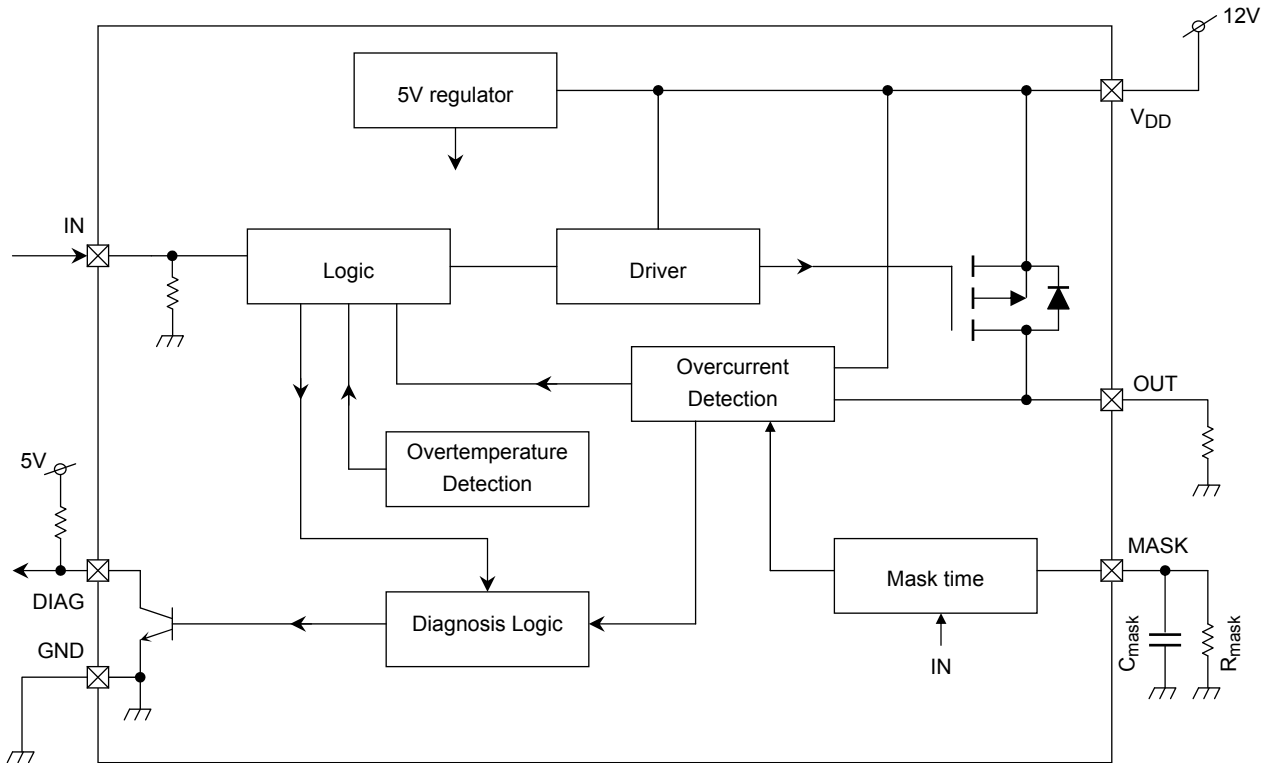 12V
5V regulator
VDD
IN
Logic
Driver
Overcurrent
Detection
OUT
5V
Overtemperature
Detection
MASK
Mask time
DIAG
Diagnosis Logic
GND
IN
Cmask
Rmask